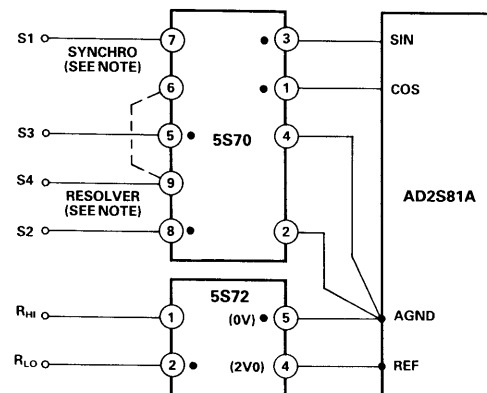 S1 7 3 SIN
SYNCHRO
(SEE NOTE)
6 1 COS
S3 5 5S70 4
S4 9 AD2S81A
RESOLVER
(SEE NOTE)
S2 8 2
5S72
RHI 1 (0V) 5 AGND
RLO 2 (2V0) 4 REF